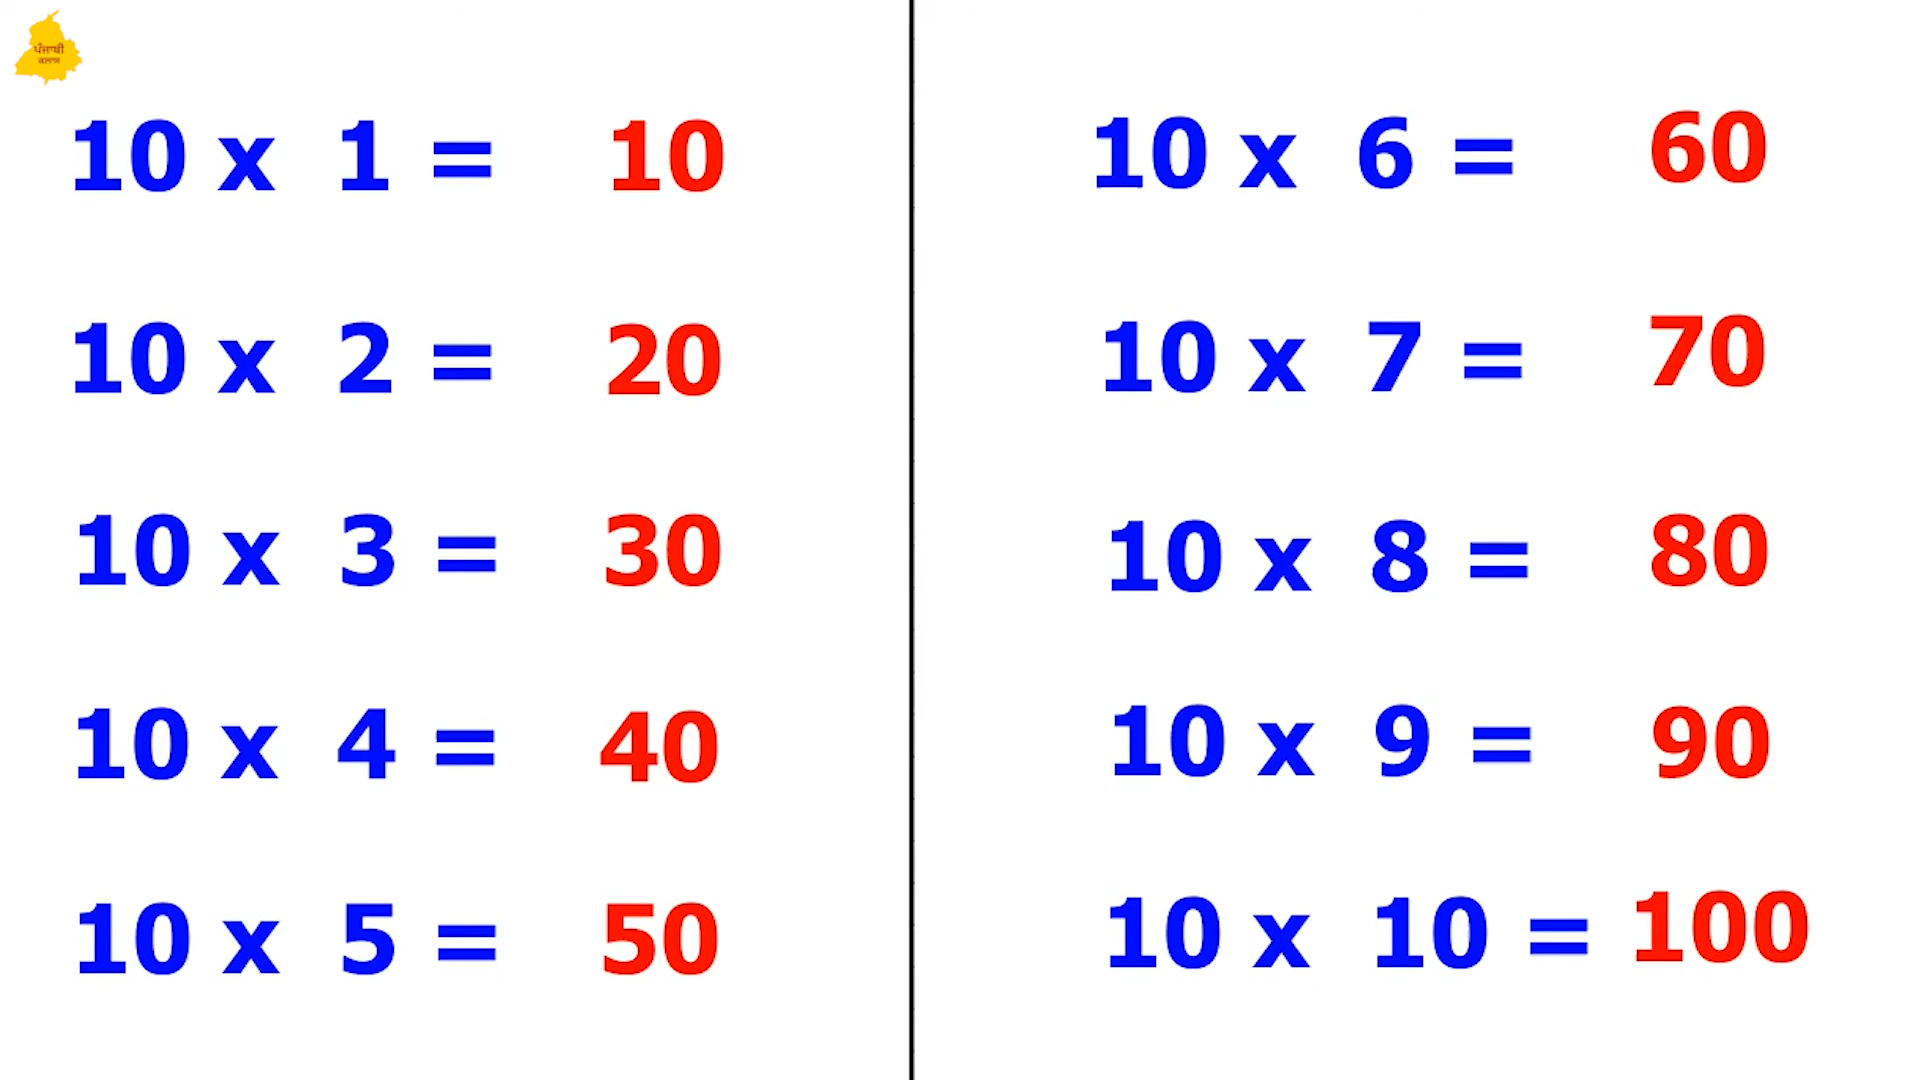 ਪੰਜਾਬੀ
ਕਲਾਸ
10 x 1 = 10
10 x 2 = 20
10 x 3 = 30
10 x 4 = 40
10 x 5 = 50
10 x 6 = 60
10 x 7 = 70
10 x 8 = 80
10 x 9 = 90
10 x 10 = 100